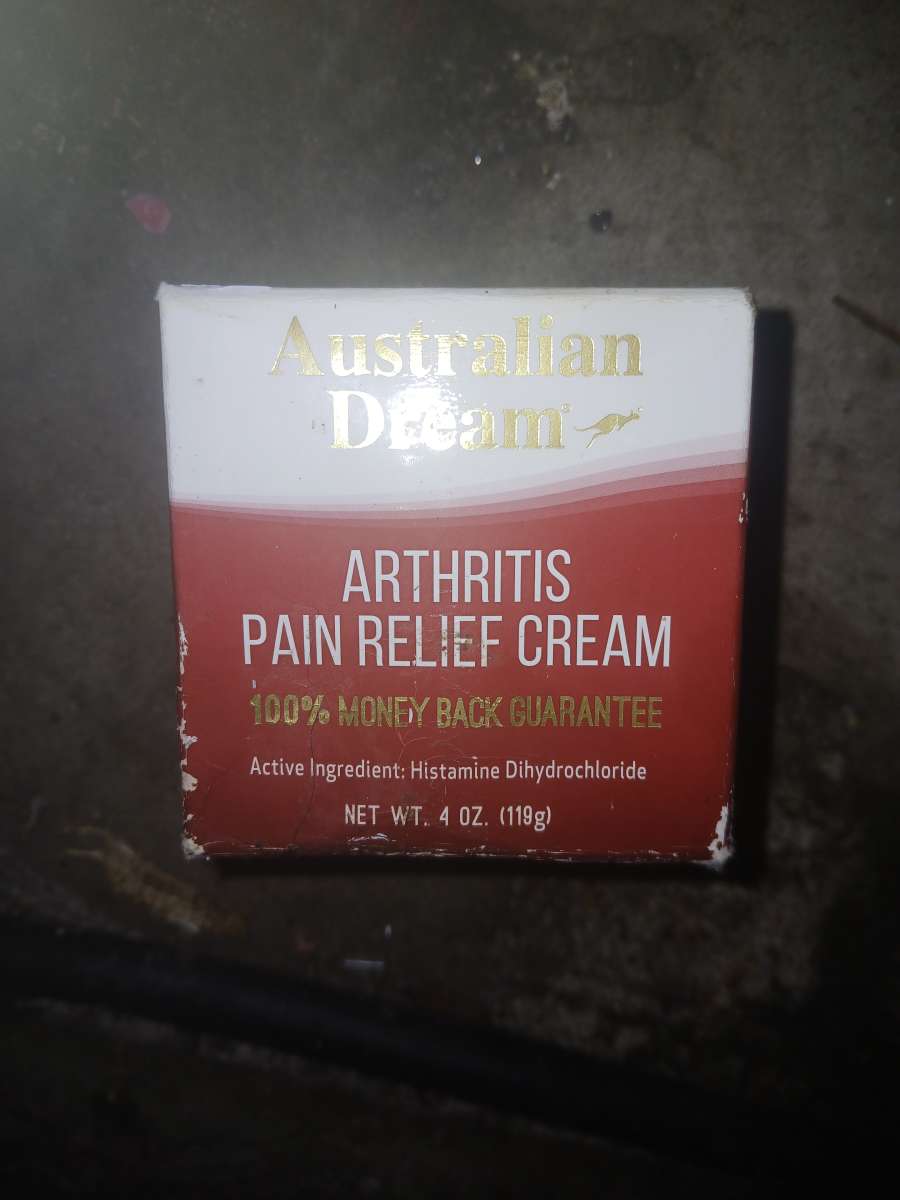 Australian
Dream®
ARTHRITIS
PAIN RELIEF CREAM
100% MONEY BACK GUARANTEE
Active Ingredient: Histamine Dihydrochloride
NET WT. 4 OZ. (119g)